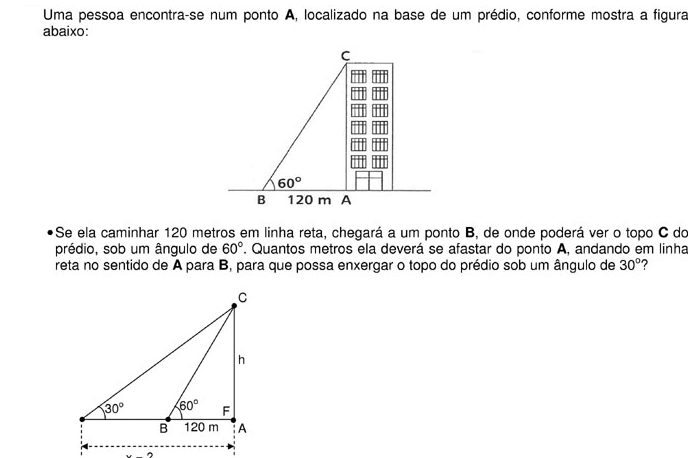 Uma pessoa encontra-se num ponto A, localizado na base de um prédio, conforme mostra a figura
abaixo:
C
60°
B 120 m A
•Se ela caminhar 120 metros em linha reta, chegará a um ponto B, de onde poderá ver o topo C do
prédio, sob um ângulo de 60°. Quantos metros ela deverá se afastar do ponto A, andando em linha
reta no sentido de A para B, para que possa enxergar o topo do prédio sob um ângulo de 30°?
C
h
30° 60° F
B 120 m A
x = ?